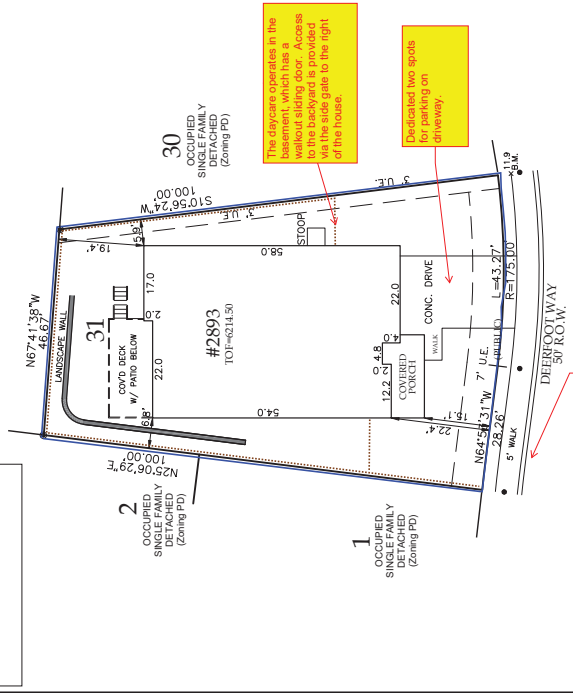 N67°41'38"W
46.67'
LANDSCAPE WALL
31
COV'D DECK
W/ PATIO BELOW
2.0
17.0
22.0
19.4'
5.9'
6.8'
S10°56'24"W
100.00'
3' U.E.
3' U.E.
30
OCCUPIED
SINGLE FAMILY
DETACHED
(Zoning PD)
N25°06'29"E
100.00'
2
OCCUPIED
SINGLE FAMILY
DETACHED
(Zoning PD)
#2893
TOF=6214.50
58.0
54.0
STOOP
The daycare operates in the
basement, which has a
walkout sliding door. Access
to the backyard is provided
via the side gate to the right
of the house.
1
OCCUPIED
SINGLE FAMILY
DETACHED
(Zoning PD)
22.0
4.0
4.8
2.0
12.2
COVERED
PORCH
WALK
CONC. DRIVE
Dedicated two spots
for parking on
driveway.
15.1'
22.4'
7' U.E.
(PUBLIC)
28.26'
L=43.27'
R=175.00'
11.9
B.M.
5' WALK
DEERFOOT WAY
50' R.O.W.